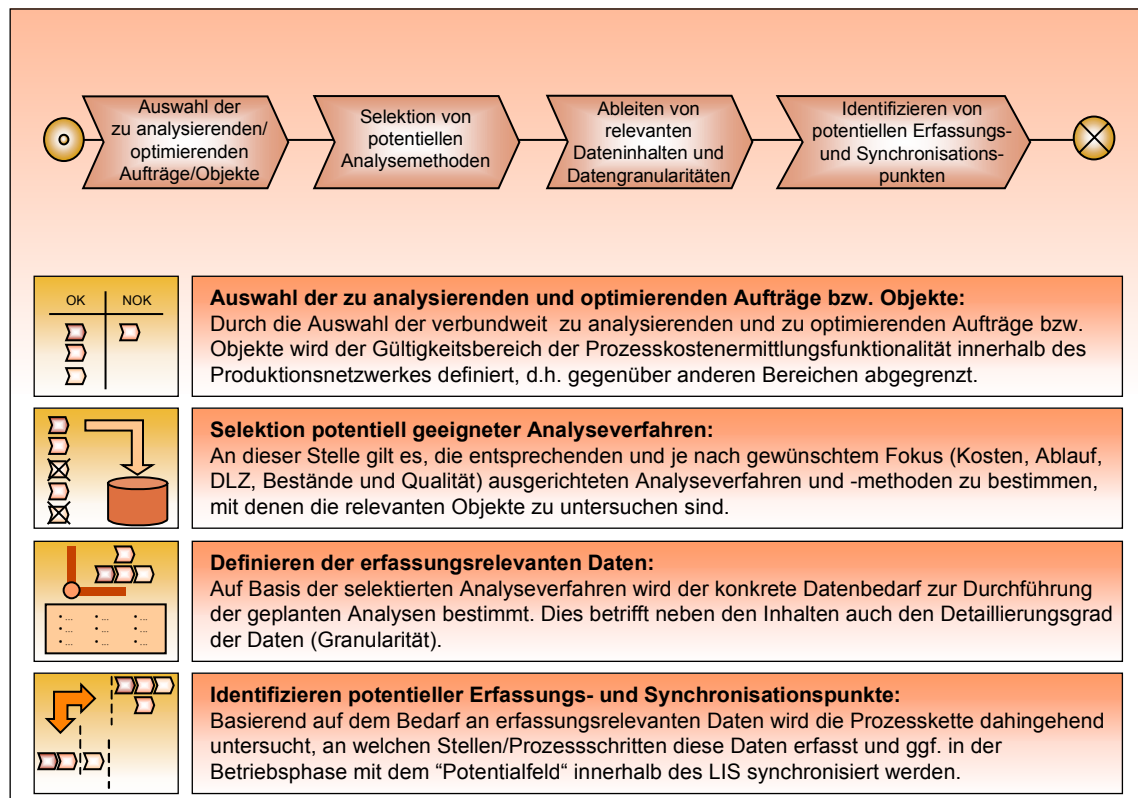 Auswahl der
zu analysierenden/
optimierenden
Aufträge/Objekte
Selektion von
potentiellen
Analysemethoden
Ableiten von
relevanten
Dateninhalten und
Datengranularitäten
Identifizieren von
potentiellen Erfassungs-
und Synchronisations-
punkten
OK NOK
Auswahl der zu analysierenden und optimierenden Aufträge bzw. Objekte:
Durch die Auswahl der verbundweit zu analysierenden und zu optimierenden Aufträge bzw.
Objekte wird der Gültigkeitsbereich der Prozesskostenermittlungsfunktionalität innerhalb des
Produktionsnetzwerkes definiert, d.h. gegenüber anderen Bereichen abgegrenzt.
Selektion potentiell geeigneter Analyseverfahren:
An dieser Stelle gilt es, die entsprechenden und je nach gewünschtem Fokus (Kosten, Ablauf,
DLZ, Bestände und Qualität) ausgerichteten Analyseverfahren und -methoden zu bestimmen,
mit denen die relevanten Objekte zu untersuchen sind.
• ... • ... • ...
• ... • ... • ...
• ... • ... • ...
Definieren der erfassungsrelevanten Daten:
Auf Basis der selektierten Analyseverfahren wird der konkrete Datenbedarf zur Durchführung
der geplanten Analysen bestimmt. Dies betrifft neben den Inhalten auch den Detaillierungsgrad
der Daten (Granularität).
Identifizieren potentieller Erfassungs- und Synchronisationspunkte:
Basierend auf dem Bedarf an erfassungsrelevanten Daten wird die Prozesskette dahingehend
untersucht, an welchen Stellen/Prozessschritten diese Daten erfasst und ggf. in der
Betriebsphase mit dem “Potentialfeld“ innerhalb des LIS synchronisiert werden.